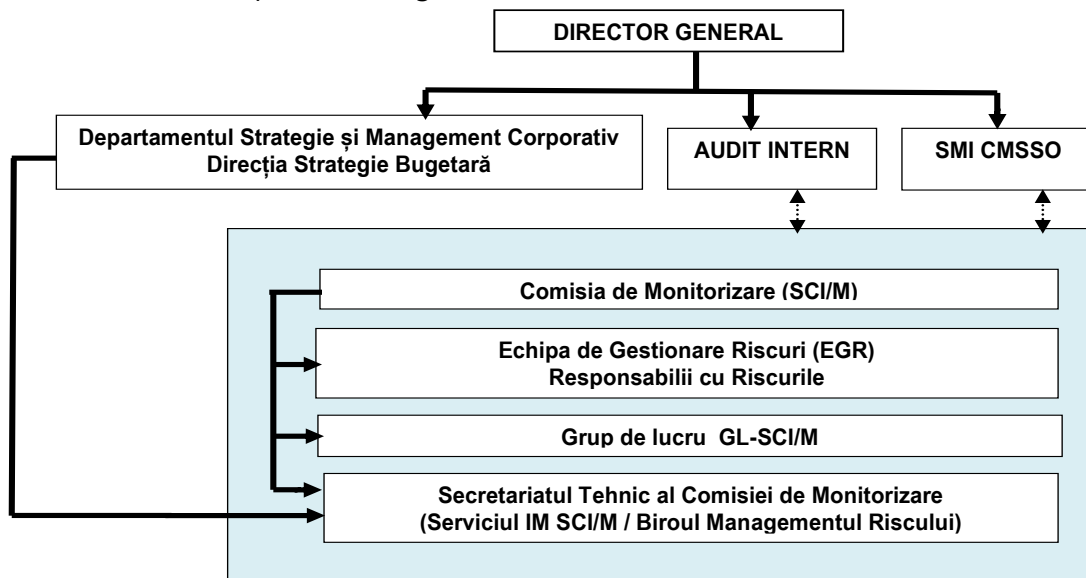 DIRECTOR GENERAL
Departamentul Strategie și Management Corporativ
Direcția Strategie Bugetară
AUDIT INTERN
SMI CMSSO
Comisia de Monitorizare (SCI/M)
Echipa de Gestionare Riscuri (EGR)
Responsabilii cu Riscurile
Grup de lucru GL-SCI/M
Secretariatul Tehnic al Comisiei de Monitorizare
(Serviciul IM SCI/M / Biroul Managementul Riscului)